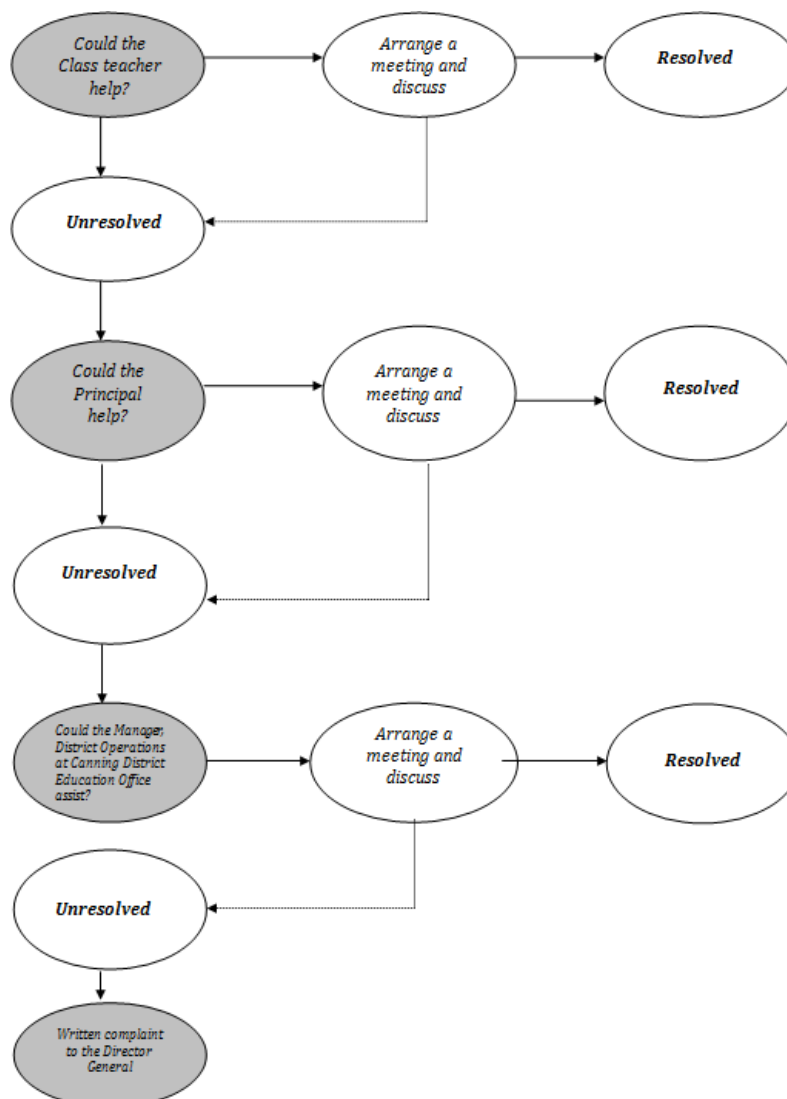 Could the
Class teacher
help?
Arrange a
meeting and
discuss
Resolved
Unresolved
Could the
Principal
help?
Arrange a
meeting and
discuss
Resolved
Unresolved
Could the Manager,
District Operations
at Canning District
Education Office
assist?
Arrange a
meeting and
discuss
Resolved
Unresolved
Written complaint
to the Director
General